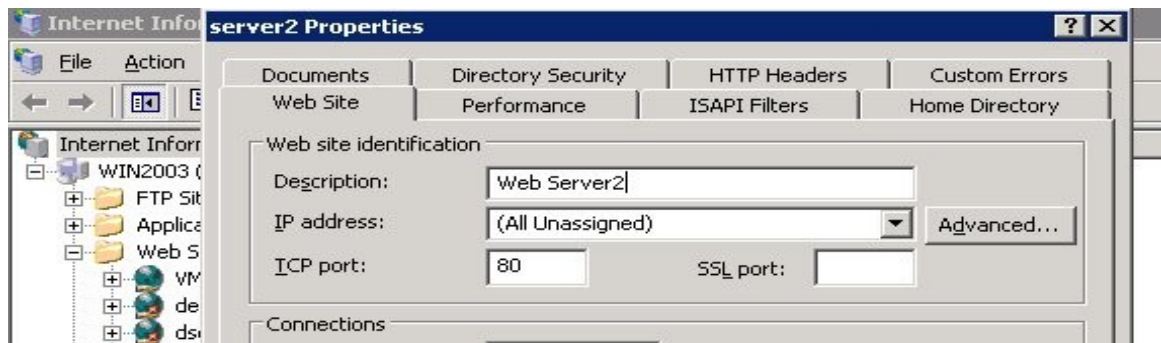 Internet Infor
server2 Properties
File Action
Documents Directory Security HTTP Headers Custom Errors
Web Site Performance ISAPI Filters Home Directory
Internet Inforr
Web site identification
WIN2003 (
Description: Web Server2
FTP Sit
IP address: (All Unassigned) Advanced...
Applica
Web S
TCP port: 80 SSL port:
VM
de
ds
Connections